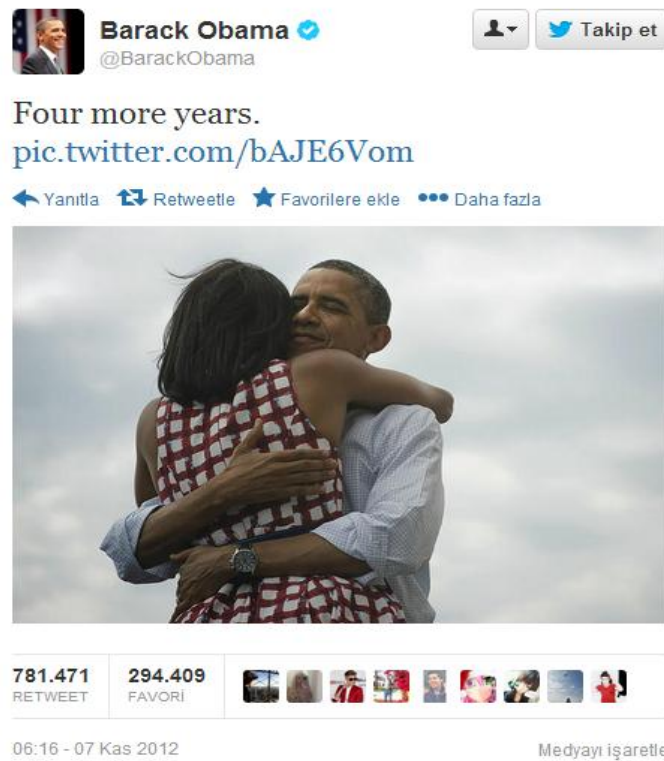 Barack Obama
@BarackObama
Takip et
Four more years.
pic.twitter.com/bAJE6Vom
Yanıtla Retweetle Favorilere ekle Daha fazla
781.471 294.409
RETWEET FAVORİ
06:16 - 07 Kas 2012 Medyayı işaretle